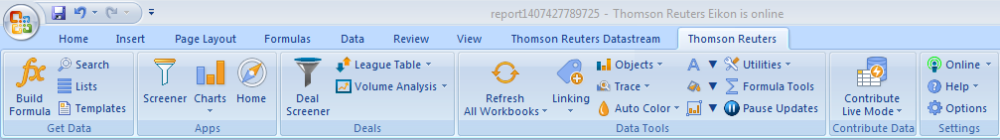 report1407427789725 - Thomson Reuters Eikon is online
Home Insert Page Layout Formulas Data Review View Thomson Reuters Datastream Thomson Reuters
Build Formula
Search
Lists
Templates
Get Data
Screener
Charts
Home
Apps
Deal Screener
League Table
Volume Analysis
Deals
Refresh All Workbooks
Linking
Objects
Trace
Auto Color
A
Utilities
Formula Tools
Pause Updates
Data Tools
Contribute Live Mode
Contribute Data
Online
Help
Options
Settings